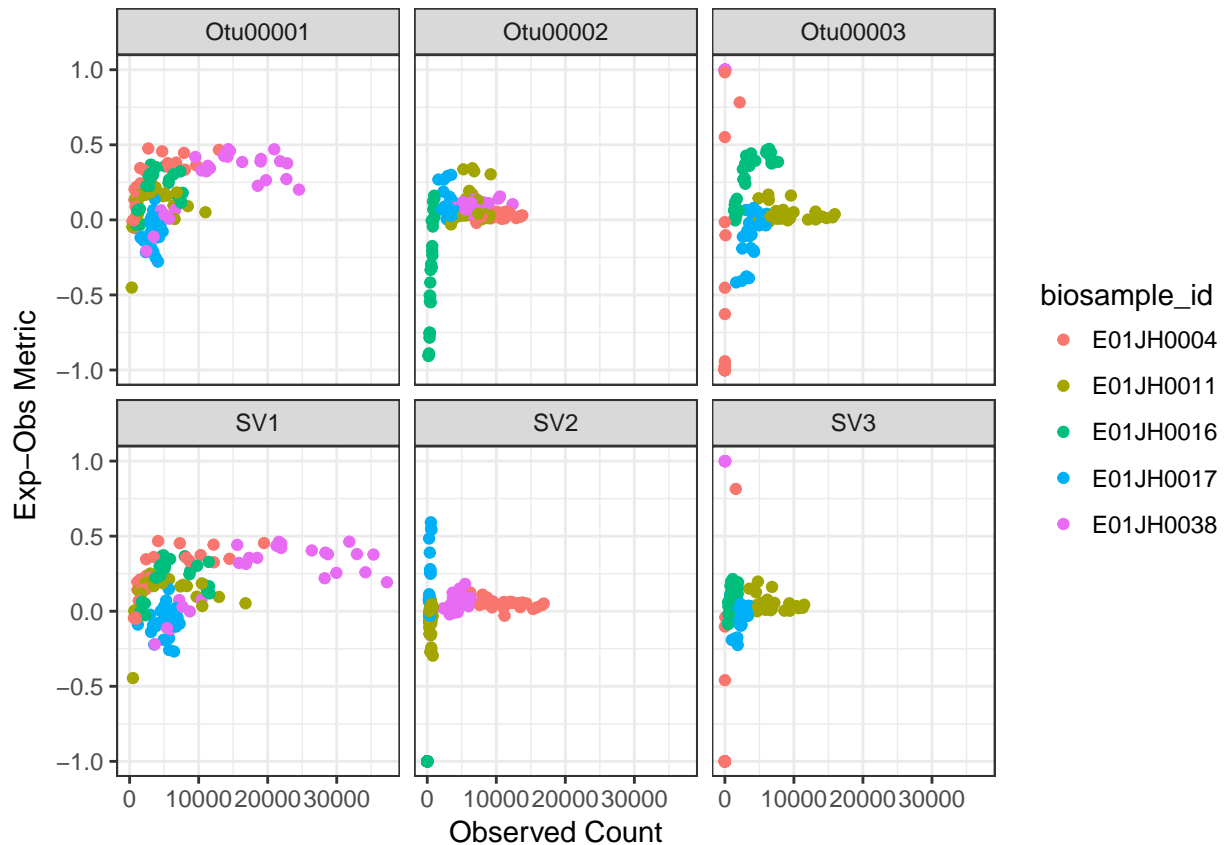 Otu00001 Otu00002 Otu00003
1.0
0.5
0.0
−0.5
−1.0
SV1 SV2 SV3
1.0
0.5
0.0
−0.5
−1.0
0 10000 20000 30000 0 10000 20000 30000 0 10000 20000 30000
Observed Count
Exp−Obs Metric
biosample_id
E01JH0004
E01JH0011
E01JH0016
E01JH0017
E01JH0038